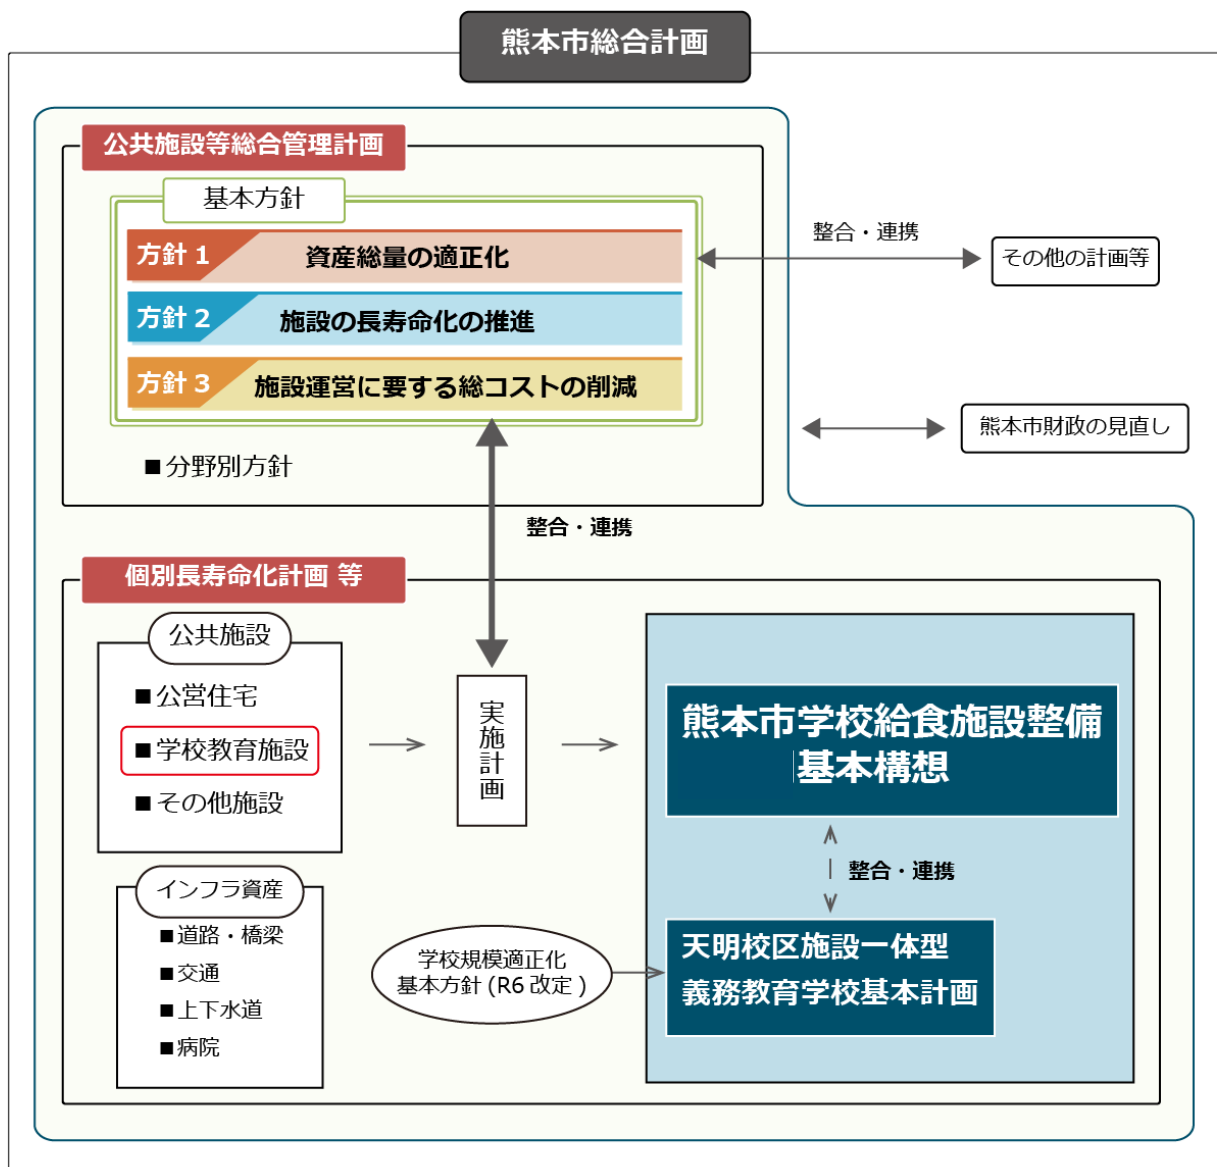 熊本市総合計画
公共施設等総合管理計画
基本方針
方針 1
資産総量の適正化
方針 2
施設の長寿命化の推進
方針 3
施設運営に要する総コストの削減
■分野別方針
整合・連携
その他の計画等
熊本市財政の見直し
整合・連携
個別長寿命化計画 等
公共施設
■公営住宅
■学校教育施設
■その他施設
インフラ資産
■道路・橋梁
■交通
■上下水道
■病院
実施計画
熊本市学校給食施設整備
基本構想
整合・連携
学校規模適正化
基本方針 (R6 改定 )
天明校区施設一体型
義務教育学校基本計画